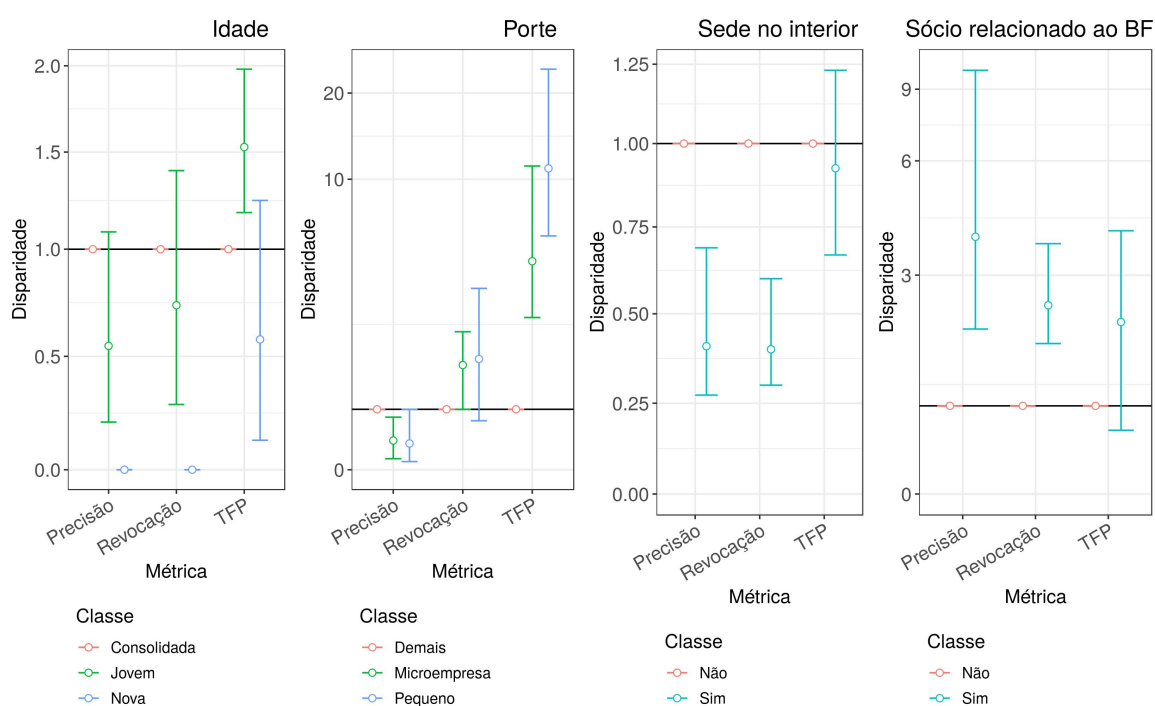 Idade
Disparidade
2.0
1.5
1.0
0.5
0.0
Precisão
Revocação
TFP
Métrica
Classe
Consolidada
Jovem
Nova
Porte
Disparidade
20
10
0
Precisão
Revocação
TFP
Métrica
Classe
Demais
Microempresa
Pequeno
Sede no interior
Disparidade
1.25
1.00
0.75
0.50
0.25
0.00
Precisão
Revocação
TFP
Métrica
Classe
Não
Sim
Sócio relacionado ao BF
Disparidade
9
6
3
0
Precisão
Revocação
TFP
Métrica
Classe
Não
Sim